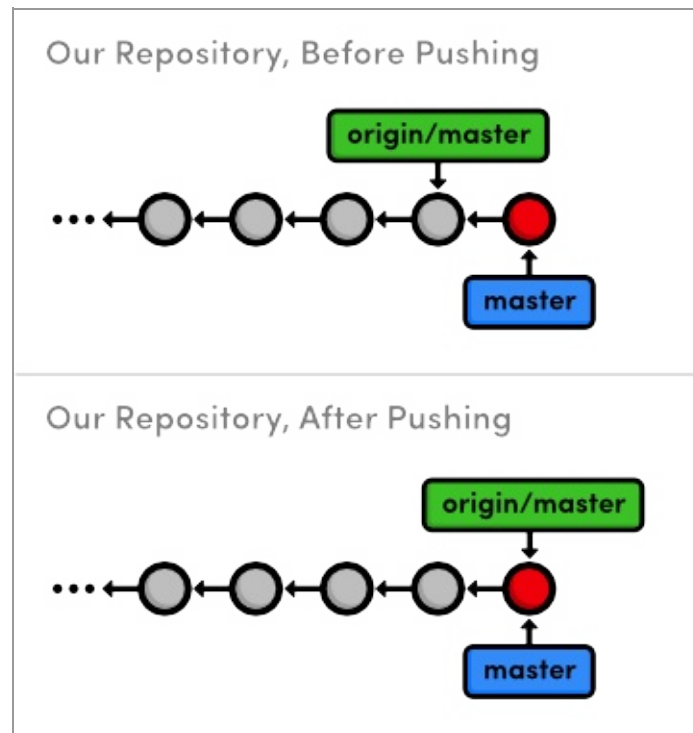 Our Repository, Before Pushing
origin/master
master
Our Repository, After Pushing
origin/master
master